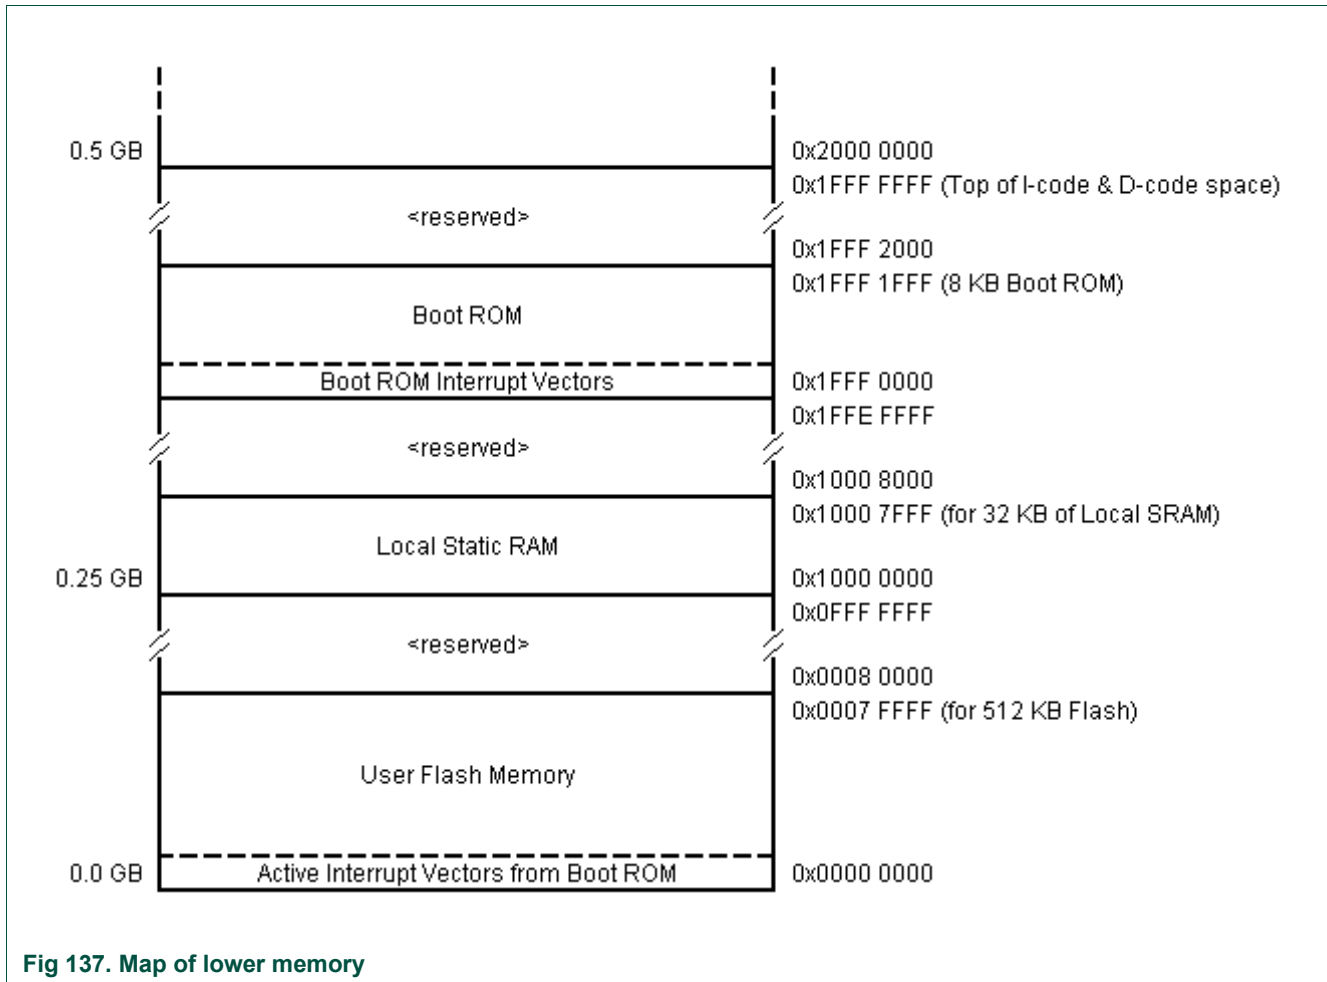 0.5 GB
0x2000 0000
0x1FFF FFFF (Top of I-code & D-code space)
<reserved>
0x1FFF 2000
0x1FFF 1FFF (8 KB Boot ROM)
Boot ROM
Boot ROM Interrupt Vectors
0x1FFF 0000
0x1FFE FFFF
<reserved>
0x1000 8000
0x1000 7FFF (for 32 KB of Local SRAM)
Local Static RAM
0.25 GB
0x1000 0000
0x0FFF FFFF
<reserved>
0x0008 0000
0x0007 FFFF (for 512 KB Flash)
User Flash Memory
0.0 GB
Active Interrupt Vectors from Boot ROM
0x0000 0000
Fig 137. Map of lower memory